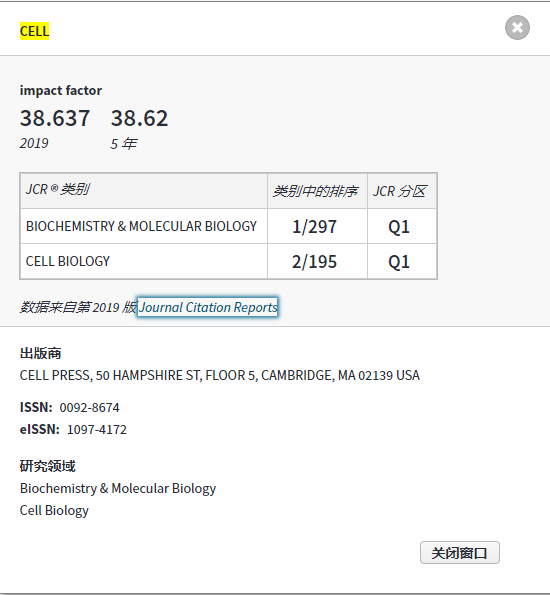 CELL
impact factor
38.637 38.62
2019 5 年
JCR ® 类别 类别中的排序 JCR 分区
BIOCHEMISTRY & MOLECULAR BIOLOGY 1/297 Q1
CELL BIOLOGY 2/195 Q1
数据来自第 2019 版 Journal Citation Reports
出版商
CELL PRESS, 50 HAMPSHIRE ST, FLOOR 5, CAMBRIDGE, MA 02139 USA
ISSN: 0092-8674
eISSN: 1097-4172
研究领域
Biochemistry & Molecular Biology
Cell Biology
关闭窗口